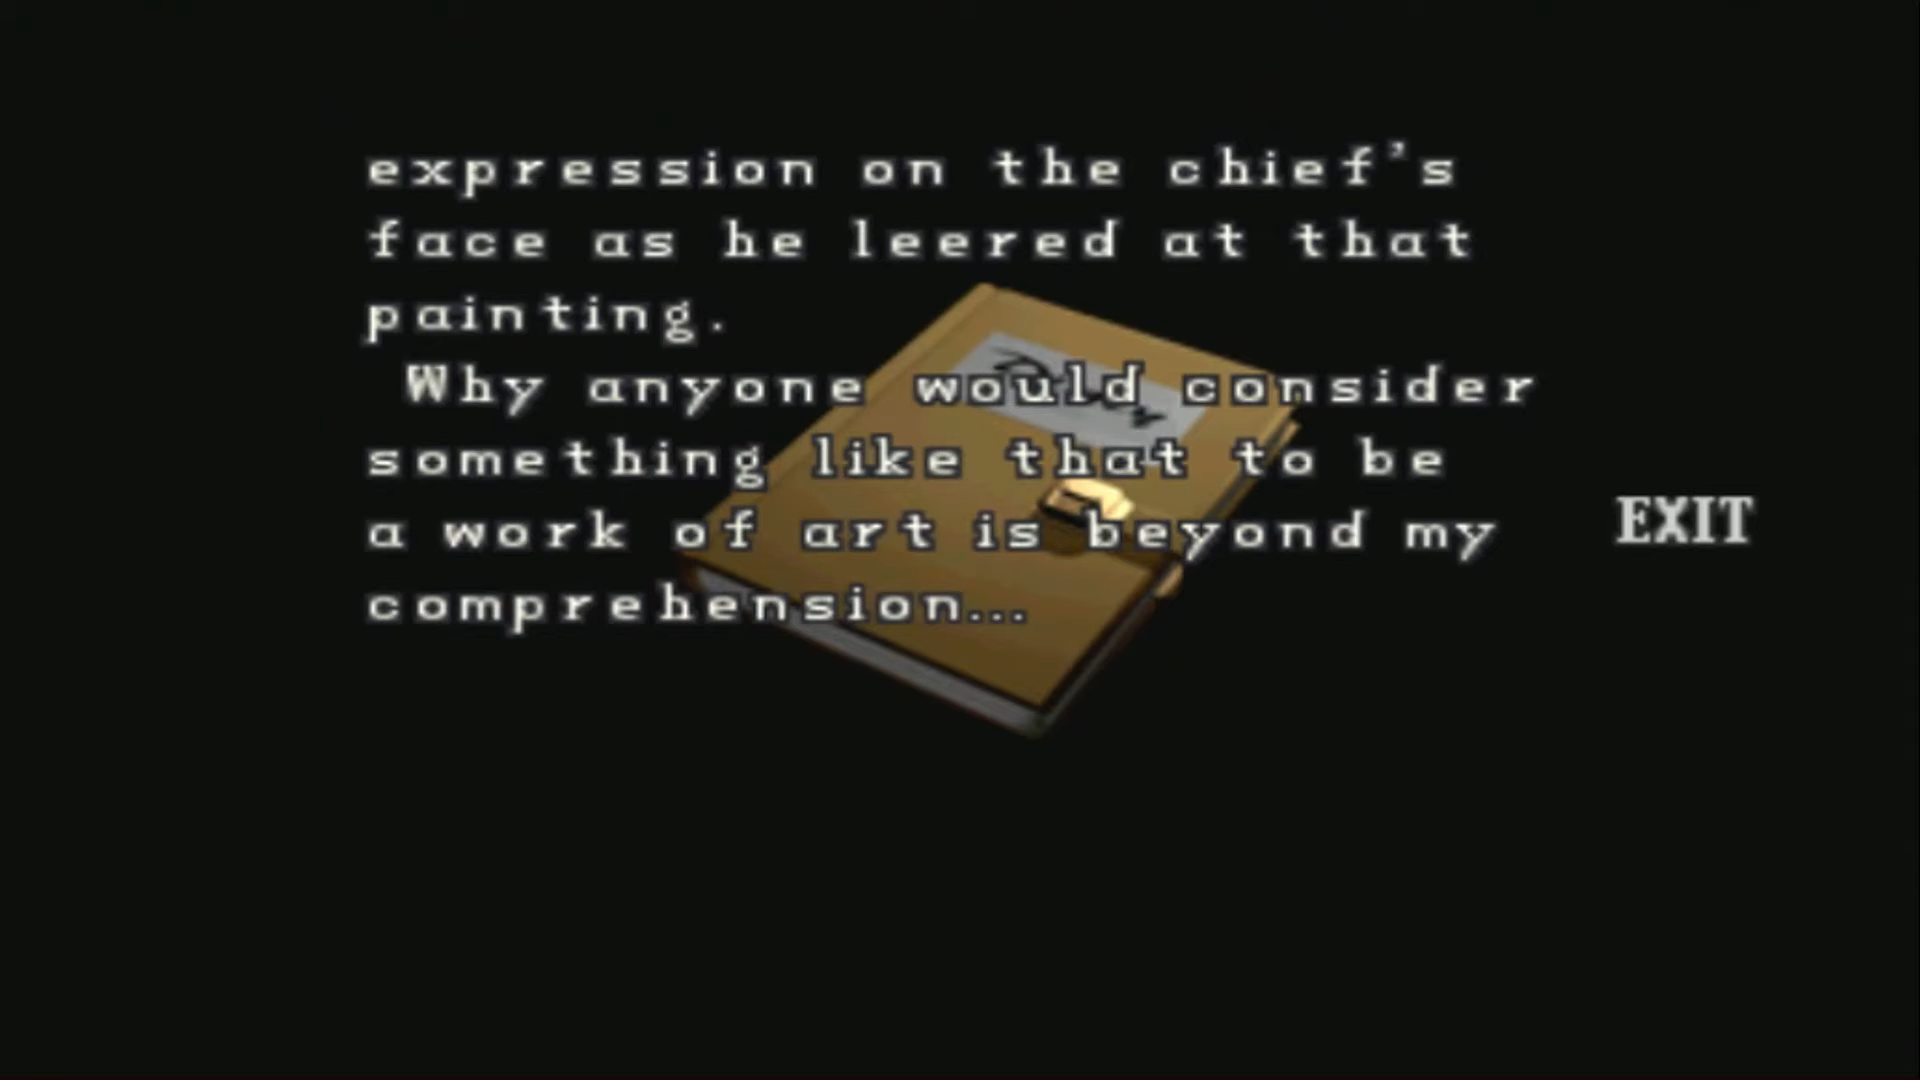 expression on the chief's
face as he leered at that
painting.
Why anyone would consider
something like that to be
a work of art is beyond my
comprehension...
EXIT